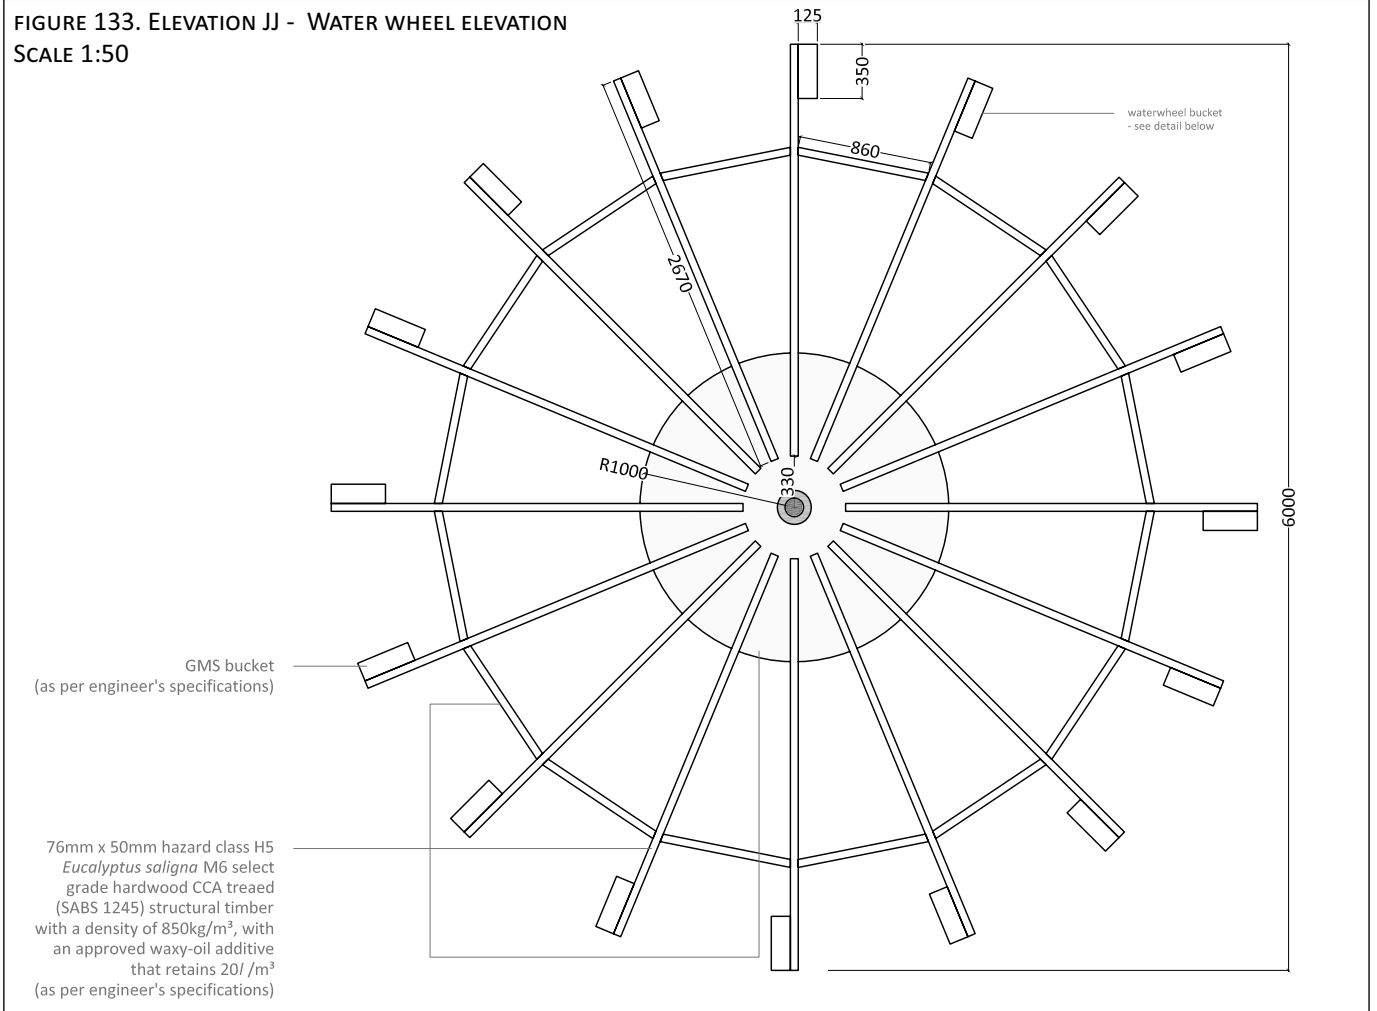 FIGURE 133. ELEVATION JJ - WATER WHEEL ELEVATION
SCALE 1:50
125
350
waterwheel bucket
- see detail below
860
2670
R1000
330
6000
GMS bucket
(as per engineer's specifications)
76mm x 50mm hazard class H5
Eucalyptus saligna M6 select
grade hardwood CCA treaed
(SABS 1245) structural timber
with a density of 850kg/m³, with
an approved waxy-oil additive
that retains 20l /m³
(as per engineer's specifications)